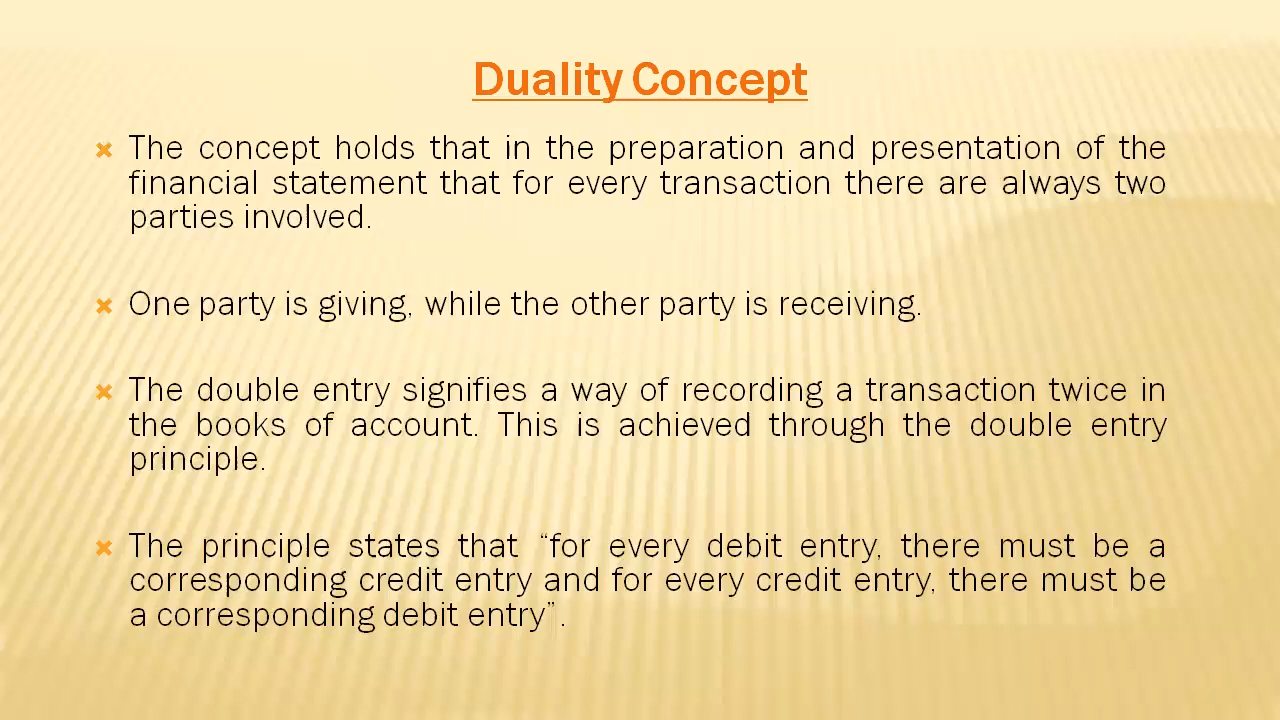 Duality Concept
The concept holds that in the preparation and presentation of the
financial statement that for every transaction there are always two
parties involved.
One party is giving, while the other party is receiving.
The double entry signifies a way of recording a transaction twice in
the books of account. This is achieved through the double entry
principle.
The principle states that “for every debit entry, there must be a
corresponding credit entry and for every credit entry, there must be
a corresponding debit entry”.